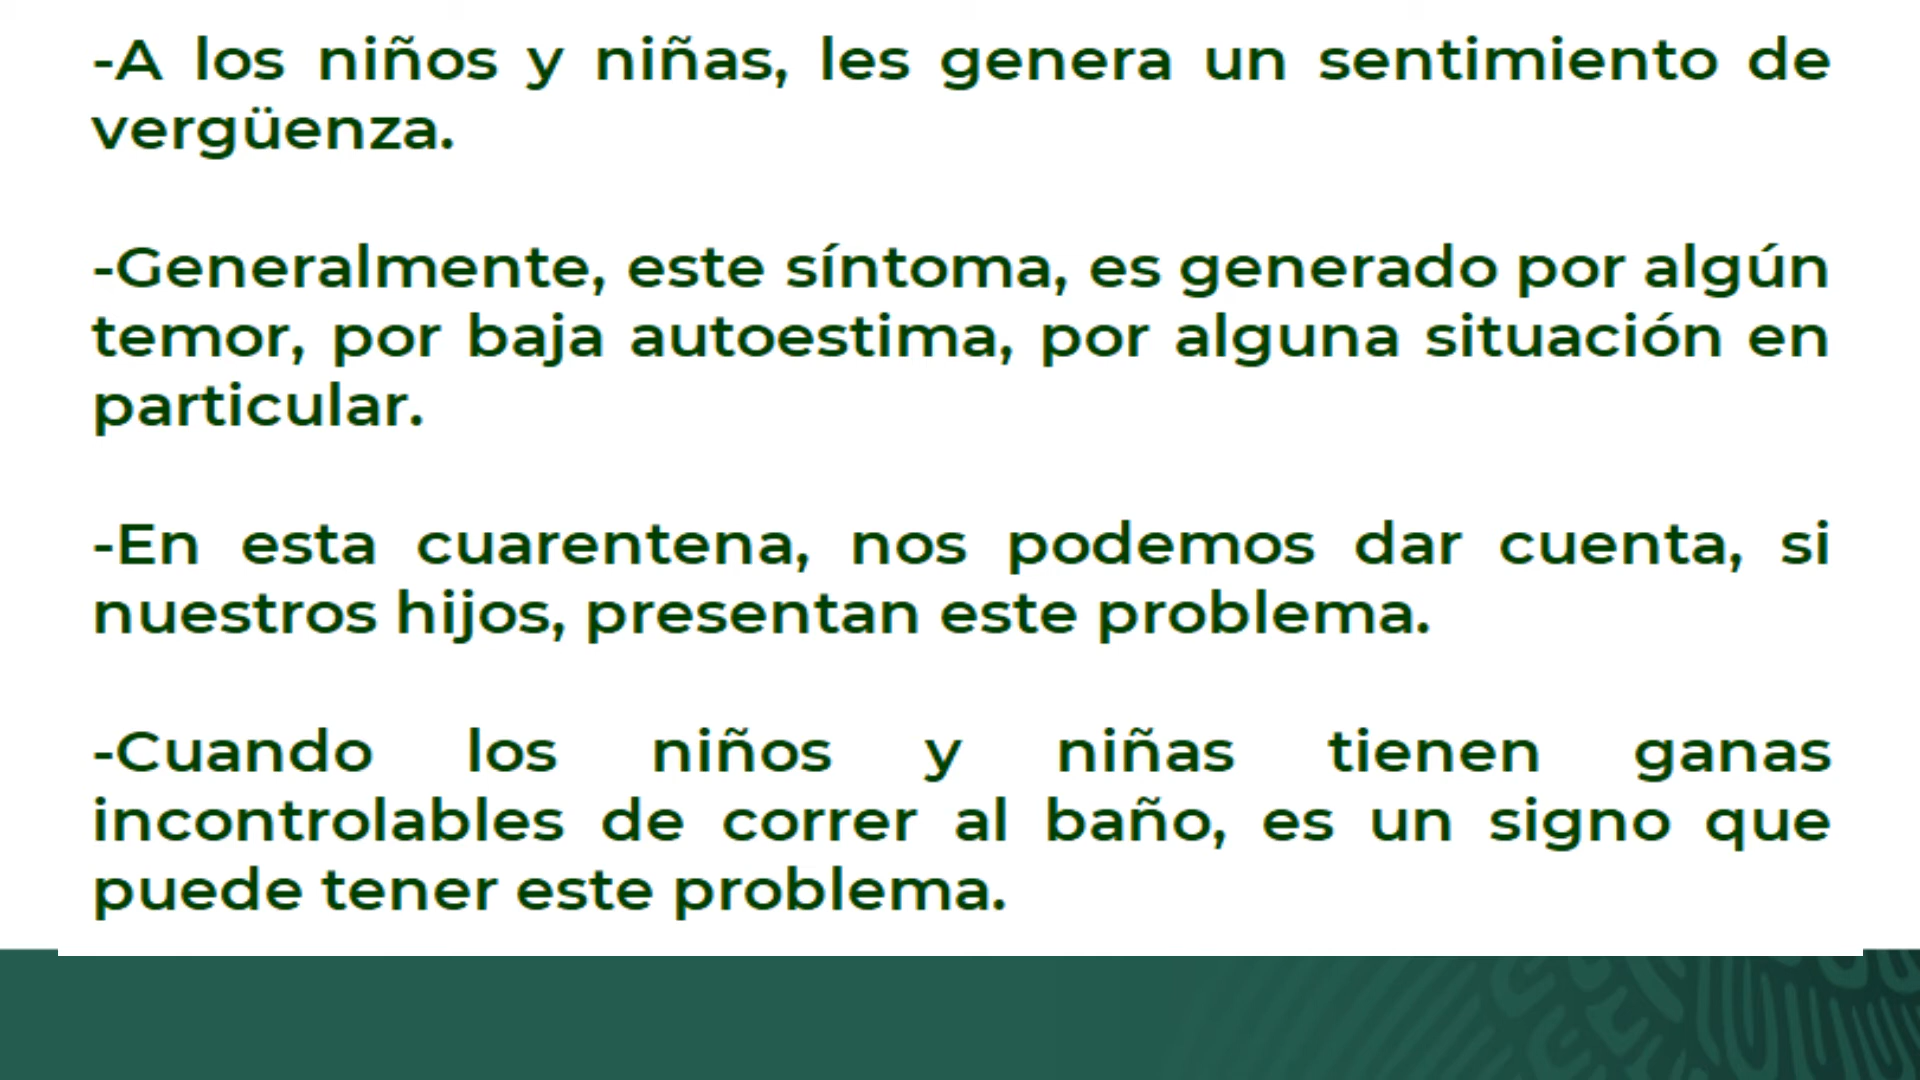 -A los niños y niñas, les genera un sentimiento de
vergüenza.
-Generalmente, este síntoma, es generado por algún
temor, por baja autoestima, por alguna situación en
particular.
-En esta cuarentena, nos podemos dar cuenta, si
nuestros hijos, presentan este problema.
-Cuando los niños y niñas tienen ganas
incontrolables de correr al baño, es un signo que
puede tener este problema.